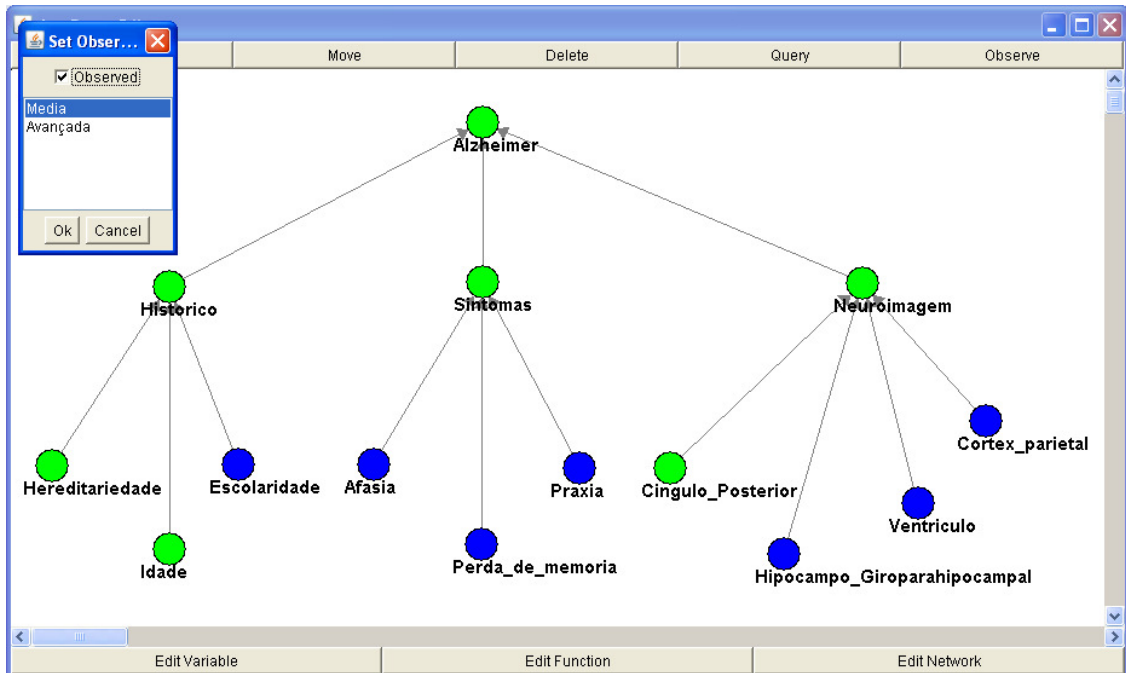 Set Obser...
Move
Delete
Query
Observe
Observed
Media
Avançada
Ok
Cancel
Alzheimer
Historico
Sintomas
Neuroimagem
Cortex_parietal
Hereditariedade
Escolaridade
Afasia
Praxia
Cingulo_Posterior
Ventriculo
Idade
Perda_de_memoria
Hipocampo_Giroparahipocampal
Edit Variable
Edit Function
Edit Network